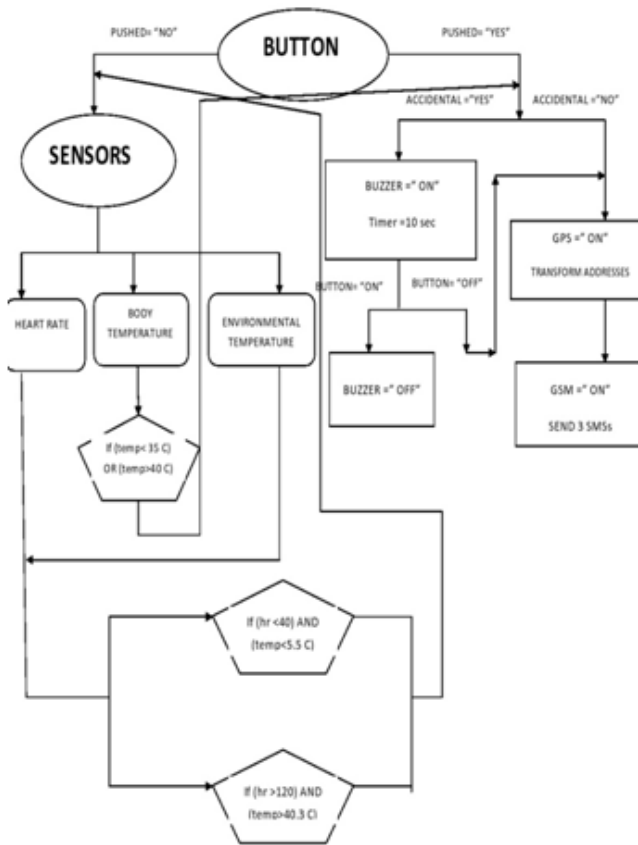 PUSHED= “NO”
BUTTON
PUSHED= “YES”
ACCIDENTAL =“YES”
ACCIDENTAL =“NO”
SENSORS
BUZZER =” ON”
Timer =10 sec
GPS =” ON”
TRANSFORM ADDRESSES
BUTTON= “ON”
BUTTON= “OFF”
HEART RATE
BODY
TEMPERATURE
ENVIRONMENTAL
TEMPERATURE
BUZZER =” OFF”
GSM =” ON”
SEND 3 SMSs
If (temp< 35 C)
OR (temp>40 C)
If (hr <40) AND
(temp<5.5 C)
If (hr >120) AND
(temp>40.3 C)